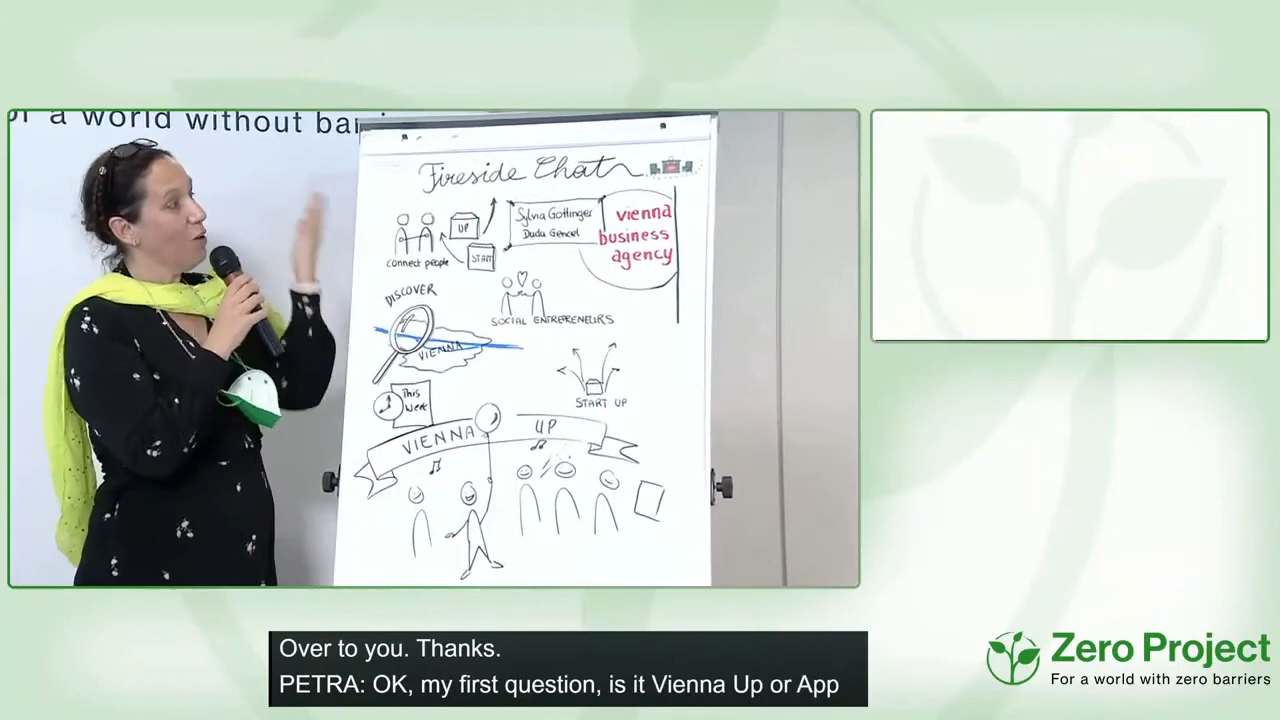 or a world without bar
Fireside Chat
UP
Sylvia Göttinger
Dudu Gencel
vienna
business
agency
connect people
START
DISCOVER
SOCIAL ENTREPRENEURS
VIENNA
This
Week
START UP
VIENNA UP
Over to you. Thanks.
PETRA: OK, my first question, is it Vienna Up or App
Zero Project
For a world with zero barriers